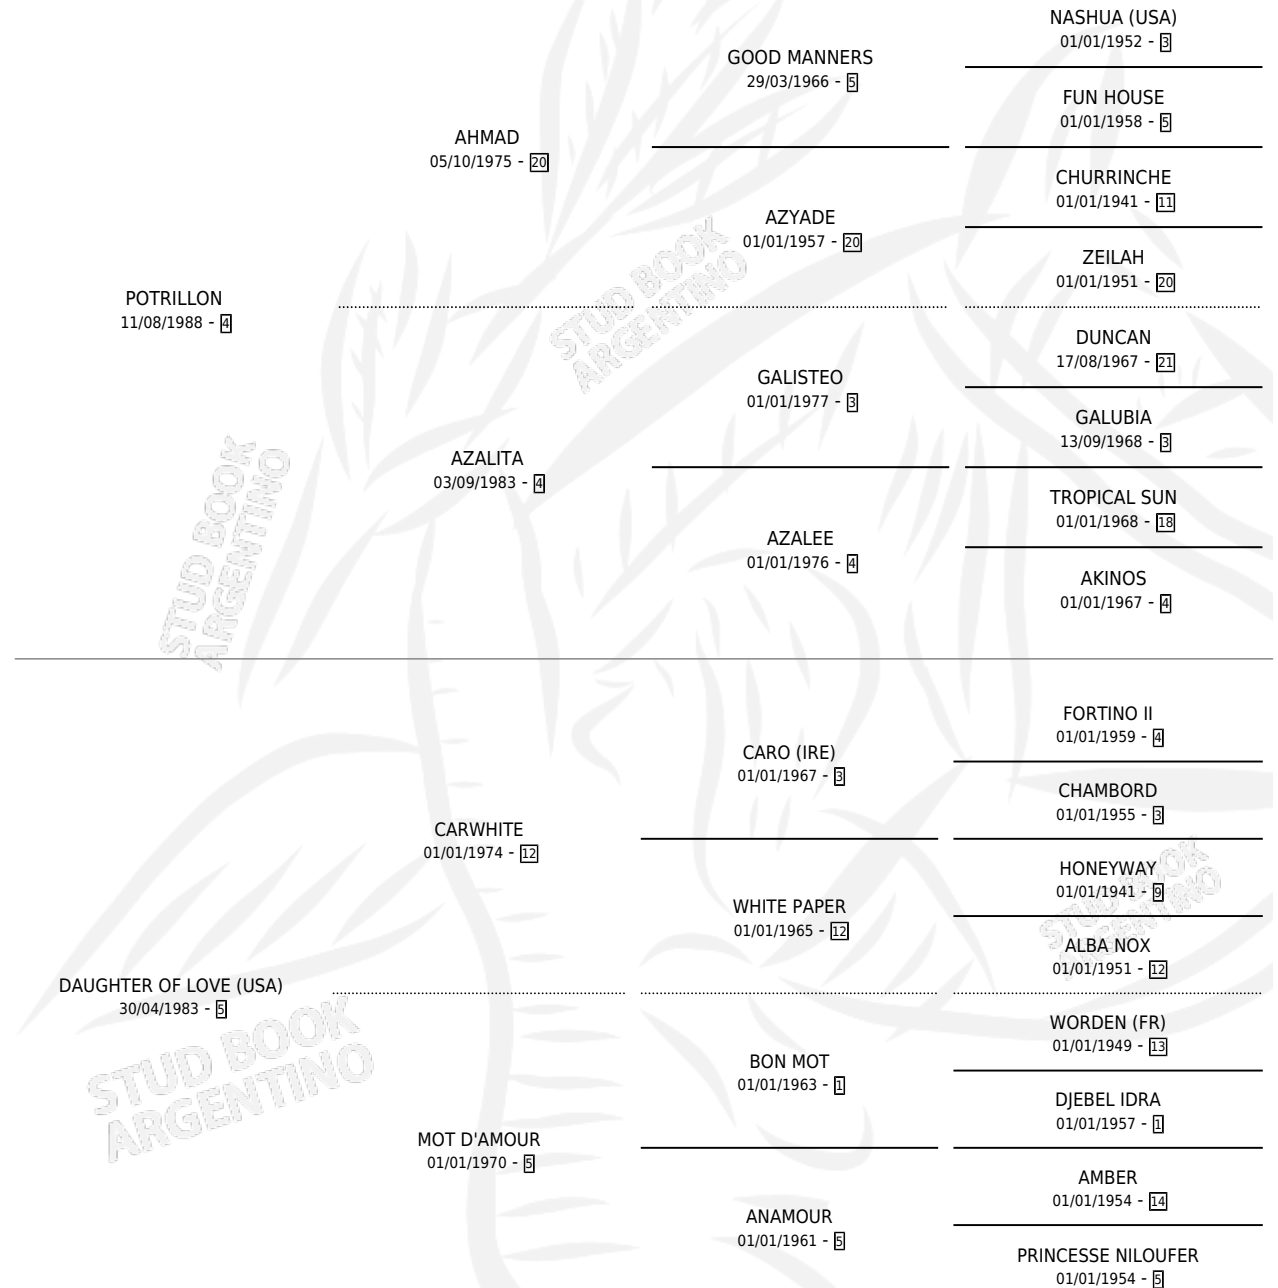 NASHUA (USA)
01/01/1952 - 3
GOOD MANNERS
29/03/1966 - 5
FUN HOUSE
01/01/1958 - 5
AHMAD
05/10/1975 - 20
CHURRINCHE
01/01/1941 - 11
AZYADE
01/01/1957 - 20
ZEILAH
01/01/1951 - 20
POTRILLON
11/08/1988 - 4
DUNCAN
17/08/1967 - 21
GALISTEO
01/01/1977 - 3
GALUBIA
13/09/1968 - 3
AZALITA
03/09/1983 - 4
TROPICAL SUN
01/01/1968 - 18
AZALEE
01/01/1976 - 4
AKINOS
01/01/1967 - 4
STUD BOOK
ARGENTINO
STUD BOOK
ARGENTINO
FORTINO II
01/01/1959 - 4
CARO (IRE)
01/01/1967 - 3
CHAMBORD
01/01/1955 - 3
CARWHITE
01/01/1974 - 12
HONEYWAY
01/01/1941 - 9
WHITE PAPER
01/01/1965 - 12
ALBA NOX
01/01/1951 - 12
STUD BOOK
ARGENTINO
DAUGHTER OF LOVE (USA)
30/04/1983 - 5
WORDEN (FR)
01/01/1949 - 13
BON MOT
01/01/1963 - 1
DJEBEL IDRA
01/01/1957 - 1
STUD BOOK
ARGENTINO
MOT D'AMOUR
01/01/1970 - 5
AMBER
01/01/1954 - 14
ANAMOUR
01/01/1961 - 5
PRINCESSE NILOUFER
01/01/1954 - 5